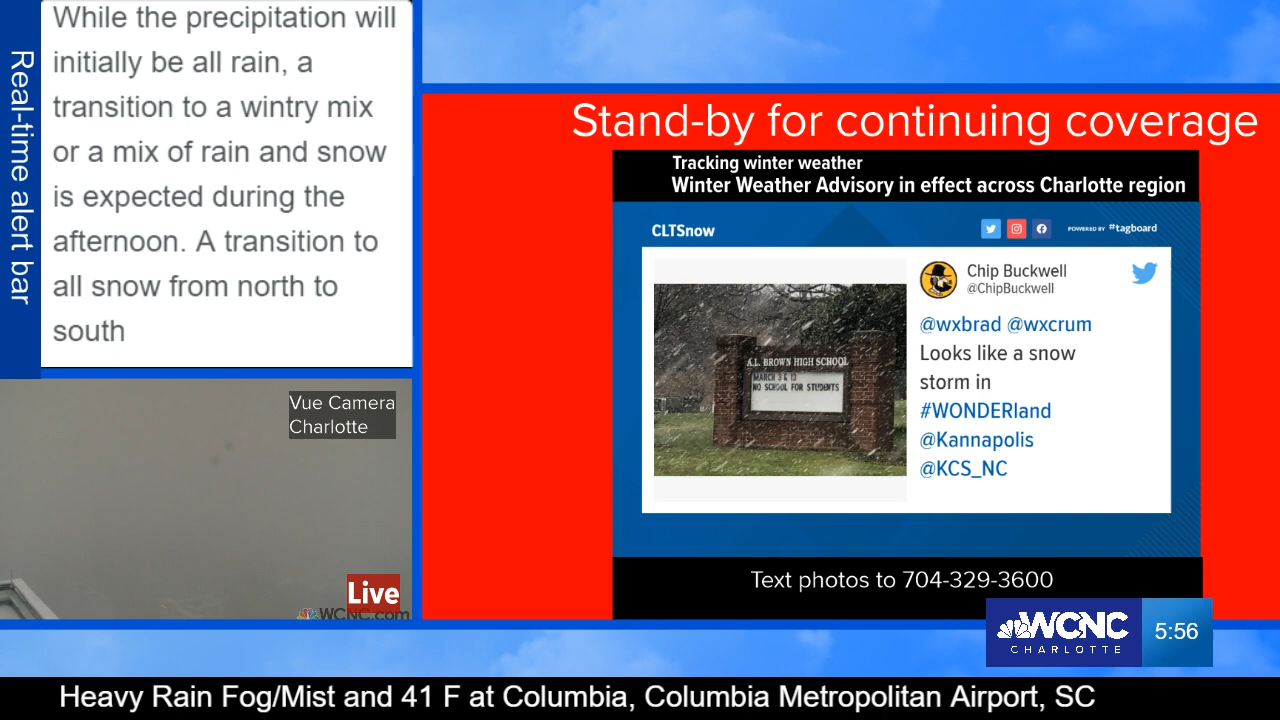 Real-time alert bar
While the precipitation will
initially be all rain, a
transition to a wintry mix
or a mix of rain and snow
is expected during the
afternoon. A transition to
all snow from north to
south
Vue Camera
Charlotte
Live
WCNC.com
Stand-by for continuing coverage
Tracking winter weather
Winter Weather Advisory in effect across Charlotte region
CLTSnow
POWERED BY #tagboard
A.L. BROWN HIGH SCHOOL
MARCH 3 & 13
NO SCHOOL FOR STUDENTS
Chip Buckwell
@ChipBuckwell
@wxbrad @wxcrum
Looks like a snow
storm in
#WONDERland
@Kannapolis
@KCS_NC
Text photos to 704-329-3600
WCNC
CHARLOTTE
5:56
Heavy Rain Fog/Mist and 41 F at Columbia, Columbia Metropolitan Airport, SC